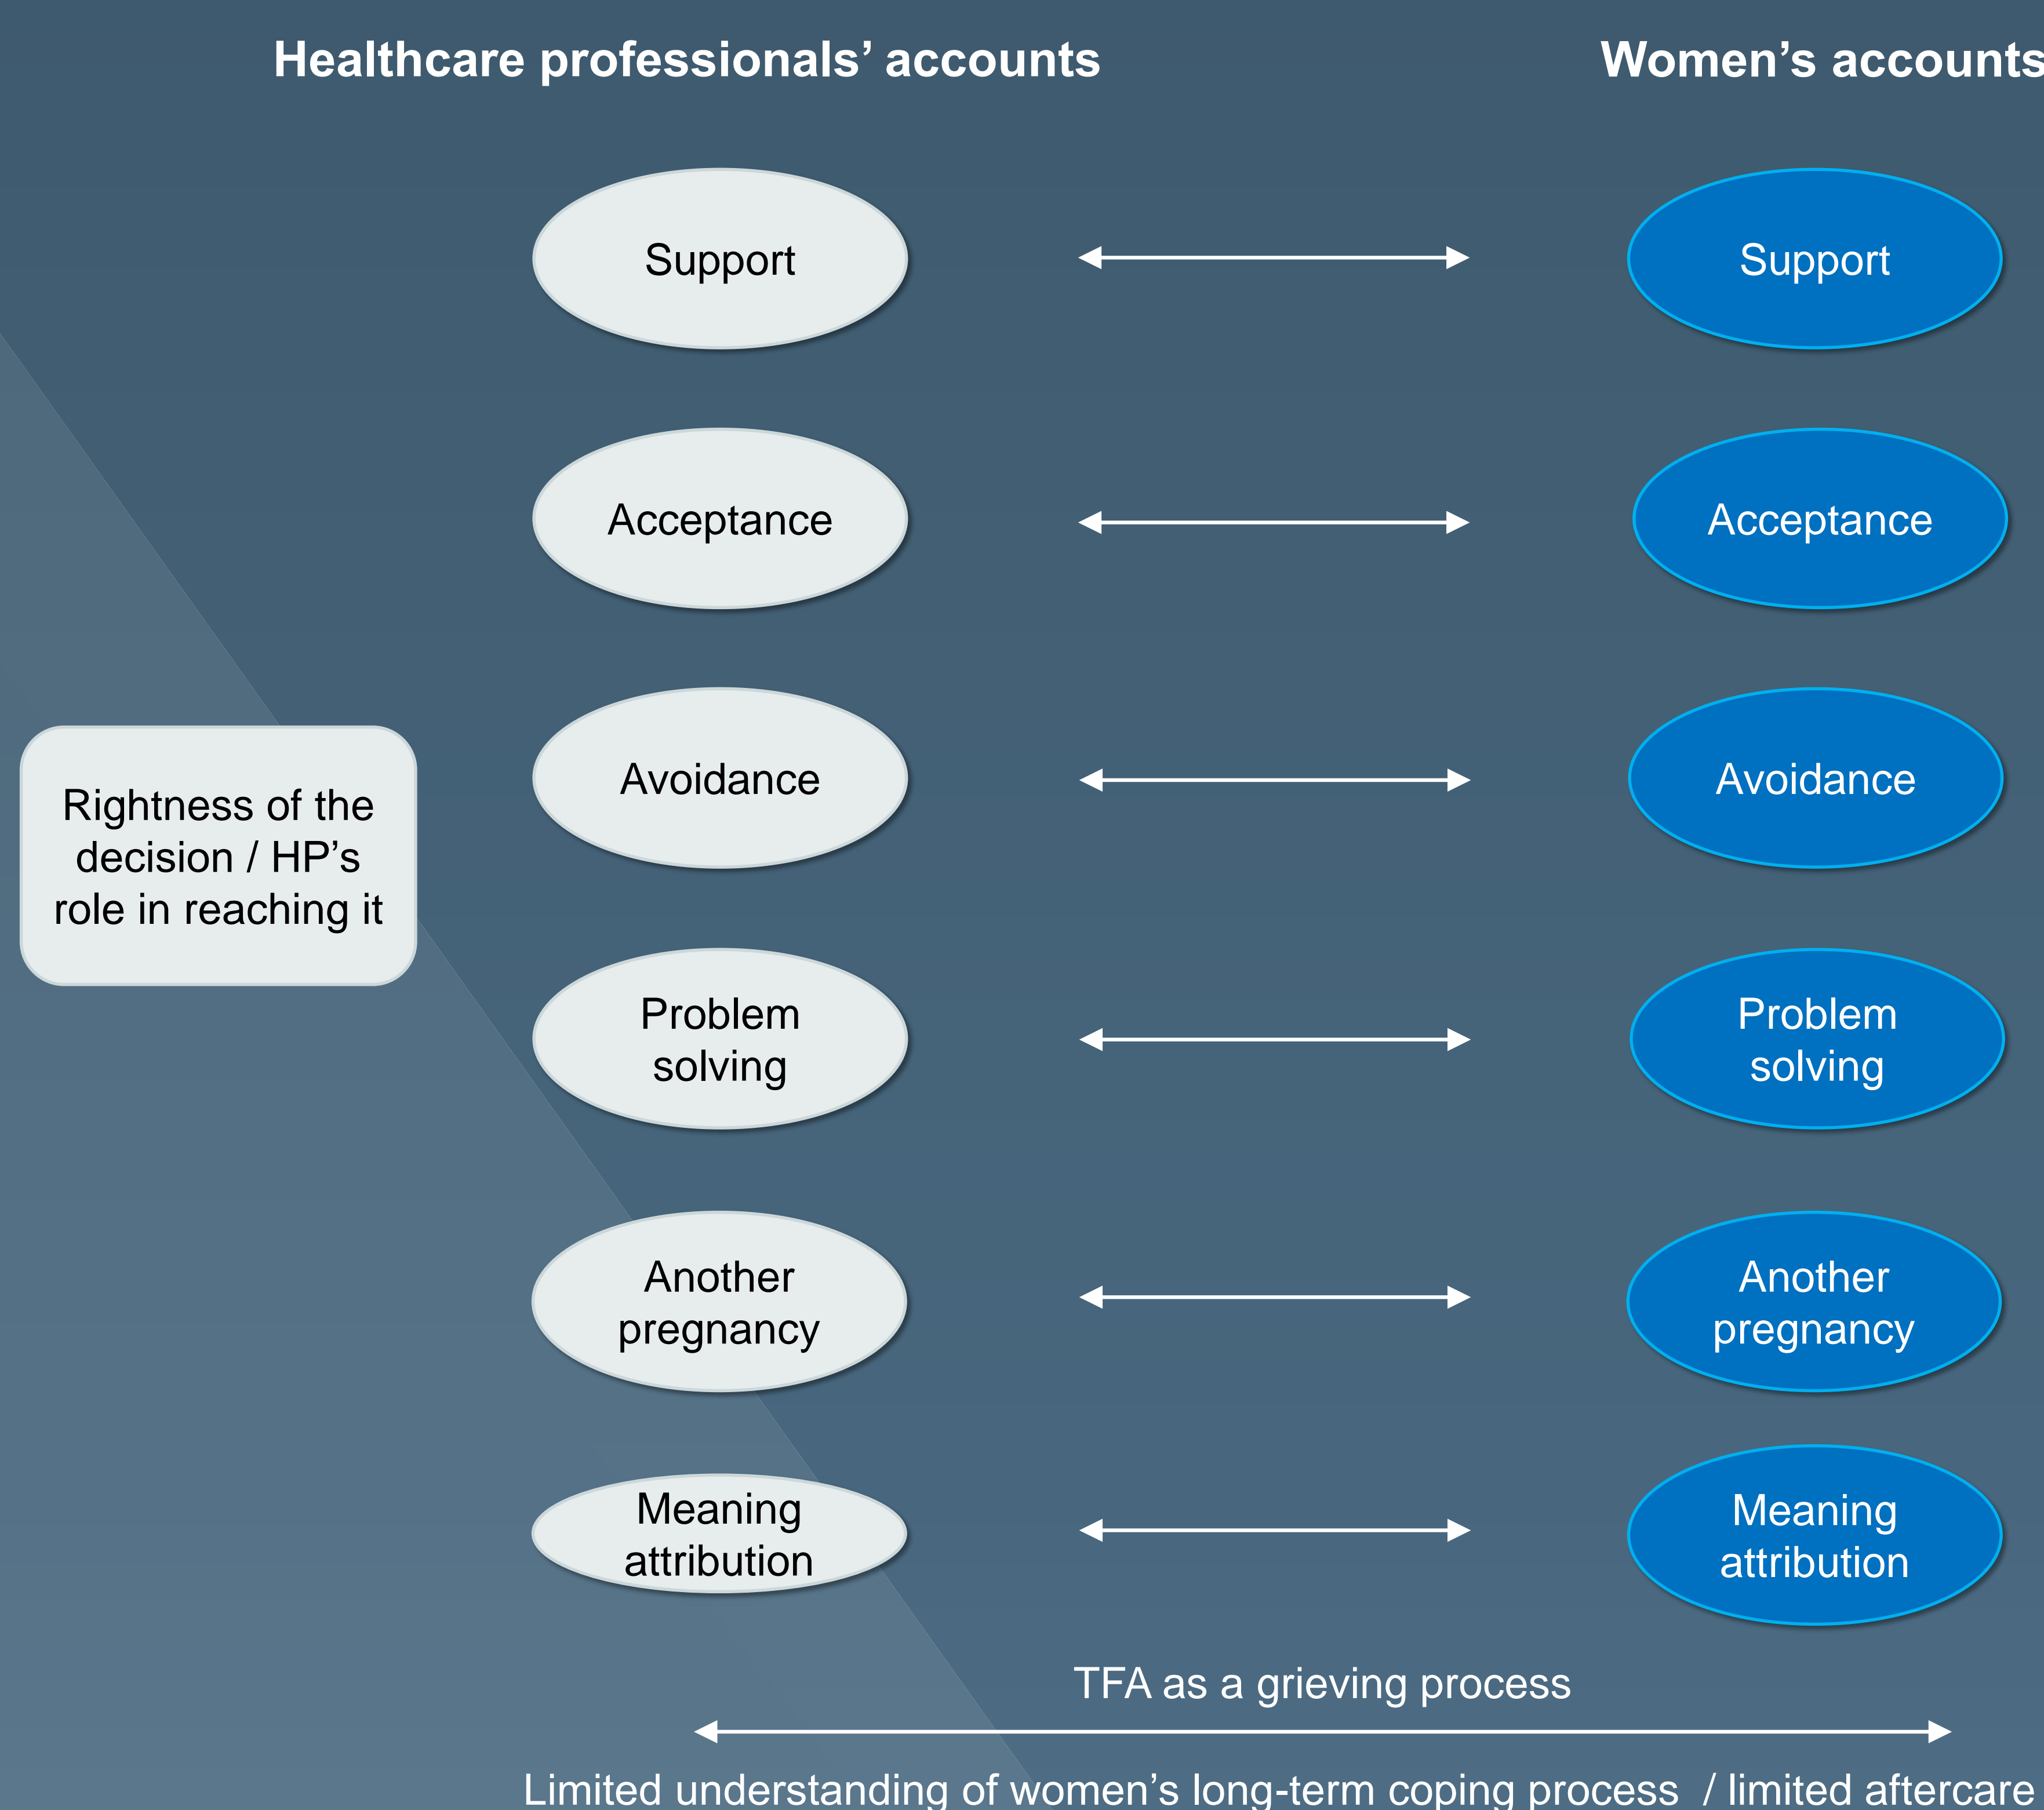 Healthcare professionals’ accounts
Women’s accounts
Support
Support
Acceptance
Acceptance
Avoidance
Avoidance
Rightness of the
decision / HP’s
role in reaching it
Problem
solving
Problem
solving
Another
pregnancy
Another
pregnancy
Meaning
attribution
Meaning
attribution
TFA as a grieving process
Limited understanding of women’s long-term coping process / limited aftercare